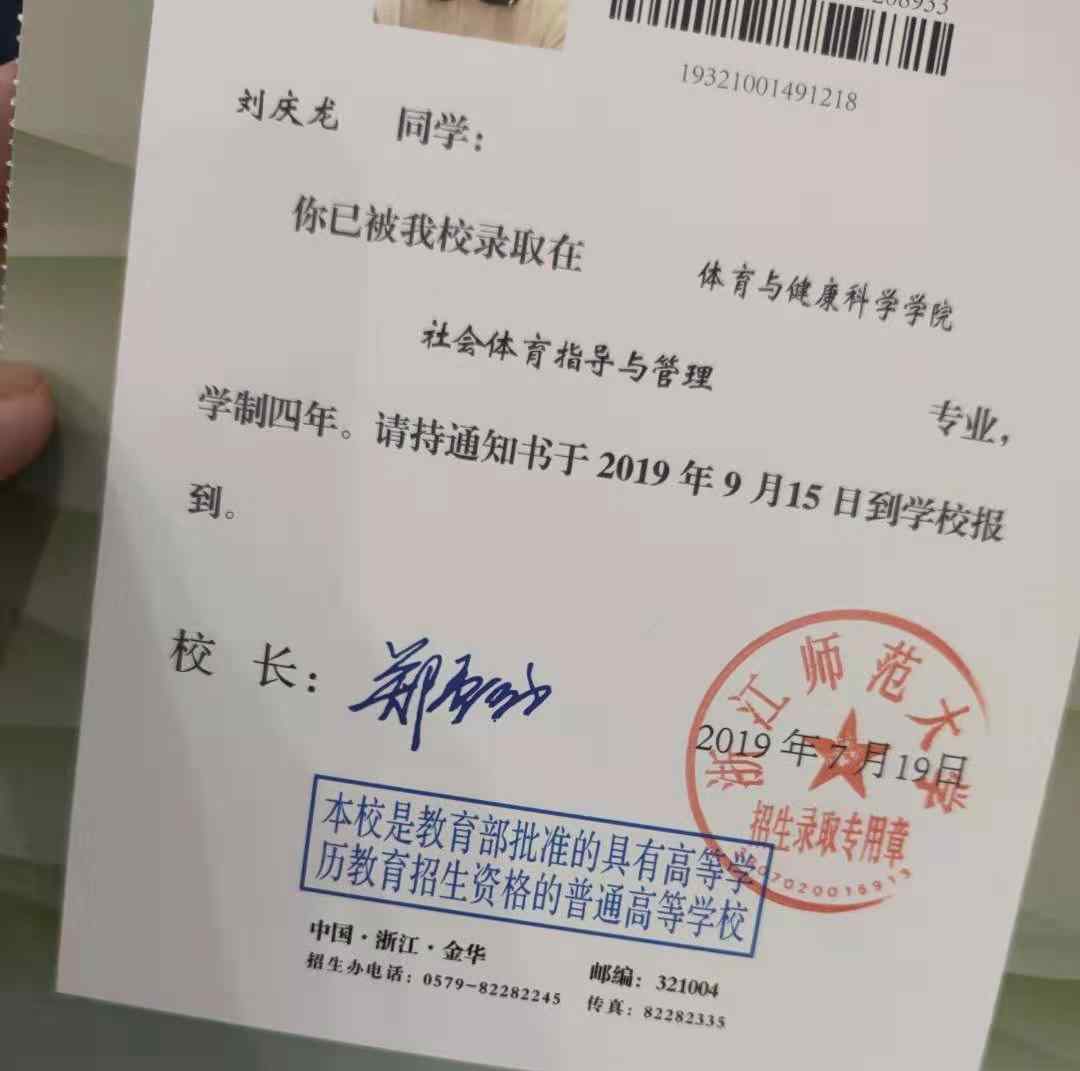 19321001491218
刘庆龙 同学：
你已被我校录取在 体育与健康科学学院
社会体育指导与管理 专业，
学制四年。请持通知书于 2019 年 9 月15 日到学校报
到。
校 长：
浙江师范大学
2019 年 7 月 19 日
招生录取专用章
本校是教育部批准的具有高等学
历教育招生资格的普通高等学校
中国·浙江·金华 邮编：321004
招生办电话：0579-82282245 传真：82282335